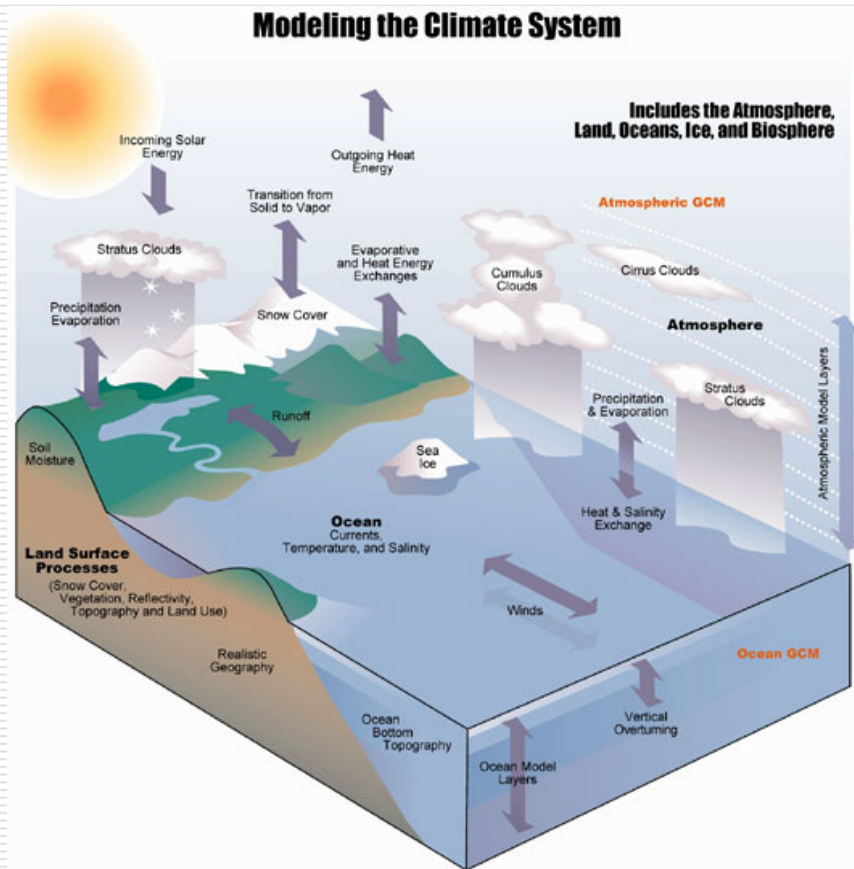 Modeling the Climate System
Includes the Atmosphere,
Land, Oceans, Ice, and Biosphere
Incoming Solar
Energy
Outgoing Heat
Energy
Transition from
Solid to Vapor
Atmospheric GCM
Stratus Clouds
Evaporative
and Heat Energy
Exchanges
Cumulus
Clouds
Cirrus Clouds
Precipitation
Evaporation
Snow Cover
Atmosphere
Stratus
Clouds
Precipitation
& Evaporation
Atmospheric Model Layers
Runoff
Soil
Moisture
Sea
Ice
Heat & Salinity
Exchange
Ocean
Currents,
Temperature, and Salinity
Land Surface
Processes
(Snow Cover,
Vegetation, Reflectivity,
Topography and Land Use)
Winds
Realistic
Geography
Ocean GCM
Ocean
Bottom
Topography
Vertical
Overturning
Ocean Model
Layers